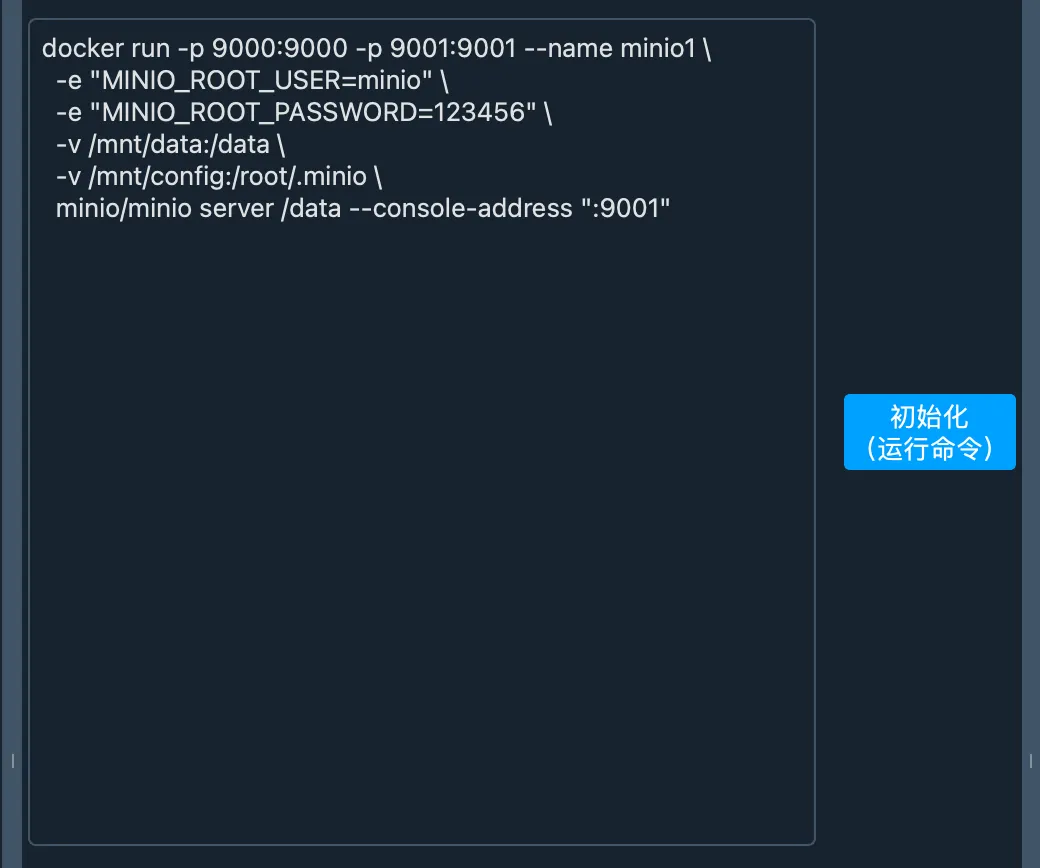 docker run -p 9000:9000 -p 9001:9001 --name minio1 \
-e "MINIO_ROOT_USER=minio" \
-e "MINIO_ROOT_PASSWORD=123456" \
-v /mnt/data:/data \
-v /mnt/config:/root/.minio \
minio/minio server /data --console-address ":9001"
初始化
（运行命令）